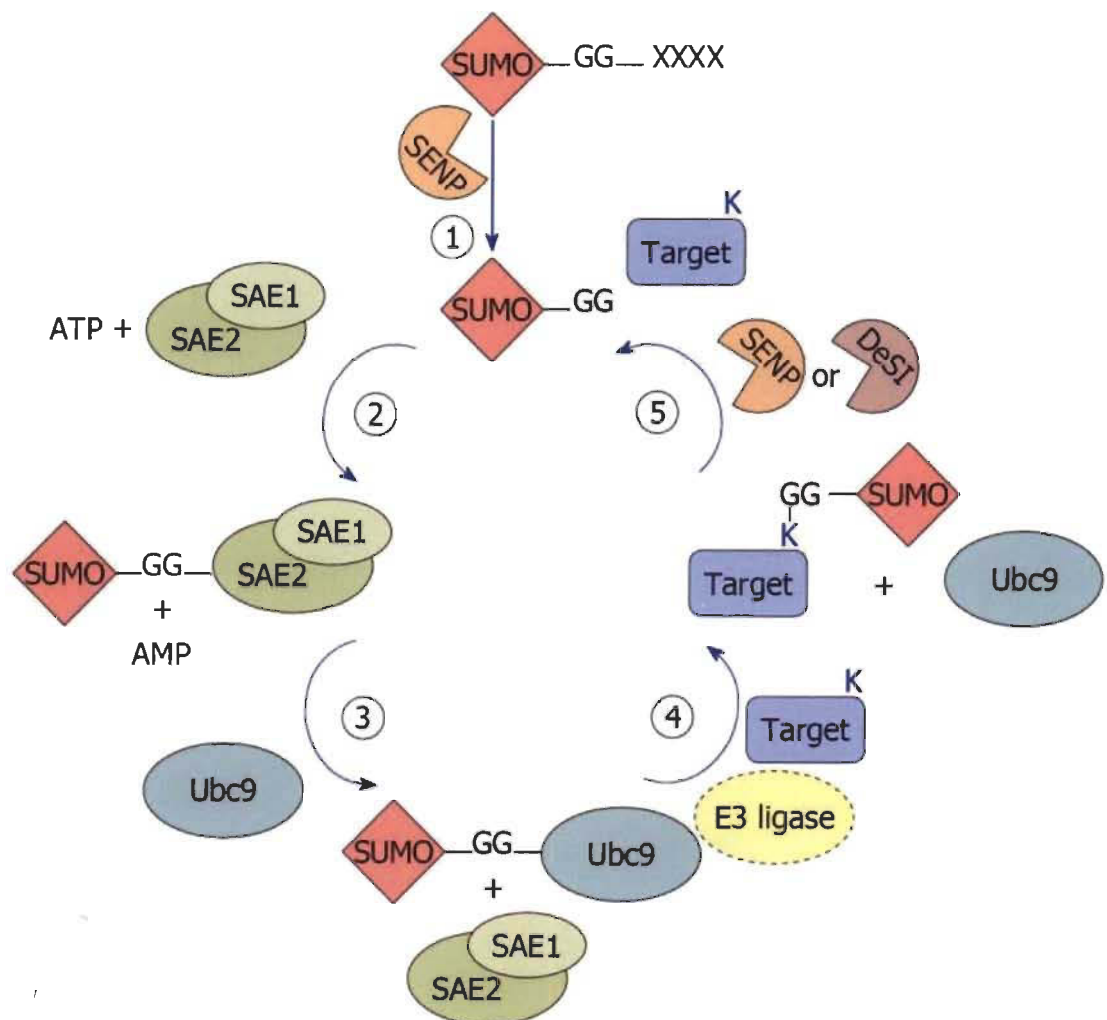 SUMO GG XXXX
SENP
1
K
Target
SUMO GG
ATP + SAE1
SAE2
SENP or DeSI
2
5
SUMO GG SAE2 SAE1
+
AMP
GG SUMO
K
Target + Ubc9
3
4
K
Target
Ubc9
E3 ligase
SUMO GG Ubc9
+
SAE1
SAE2